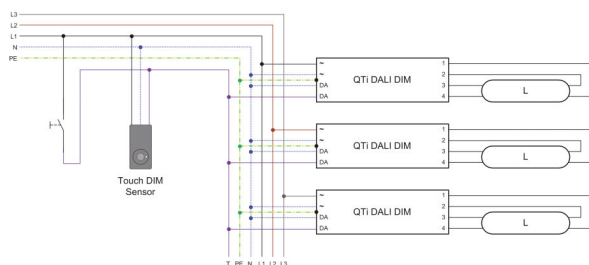 L3
L2
L1
N
PE
Touch DIM
Sensor
~
~
DA
DA
QTi DALI DIM
1
2
3
4
L
~
~
DA
DA
QTi DALI DIM
1
2
3
4
L
~
~
DA
DA
QTi DALI DIM
1
2
3
4
L
T PE N L1 L2 L3